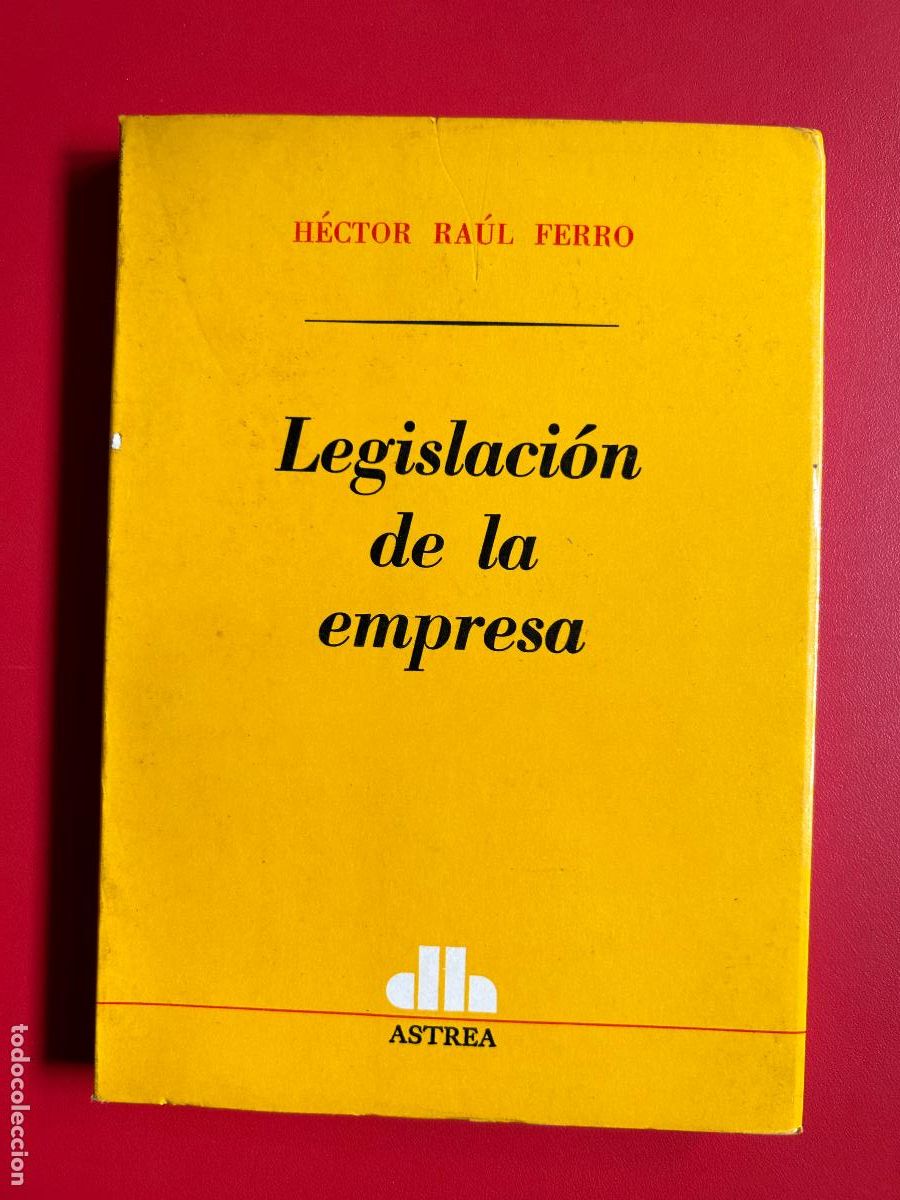 HÉCTOR RAÚL FERRO
Legislación
de la
empresa
ASTREA
todocoleccion